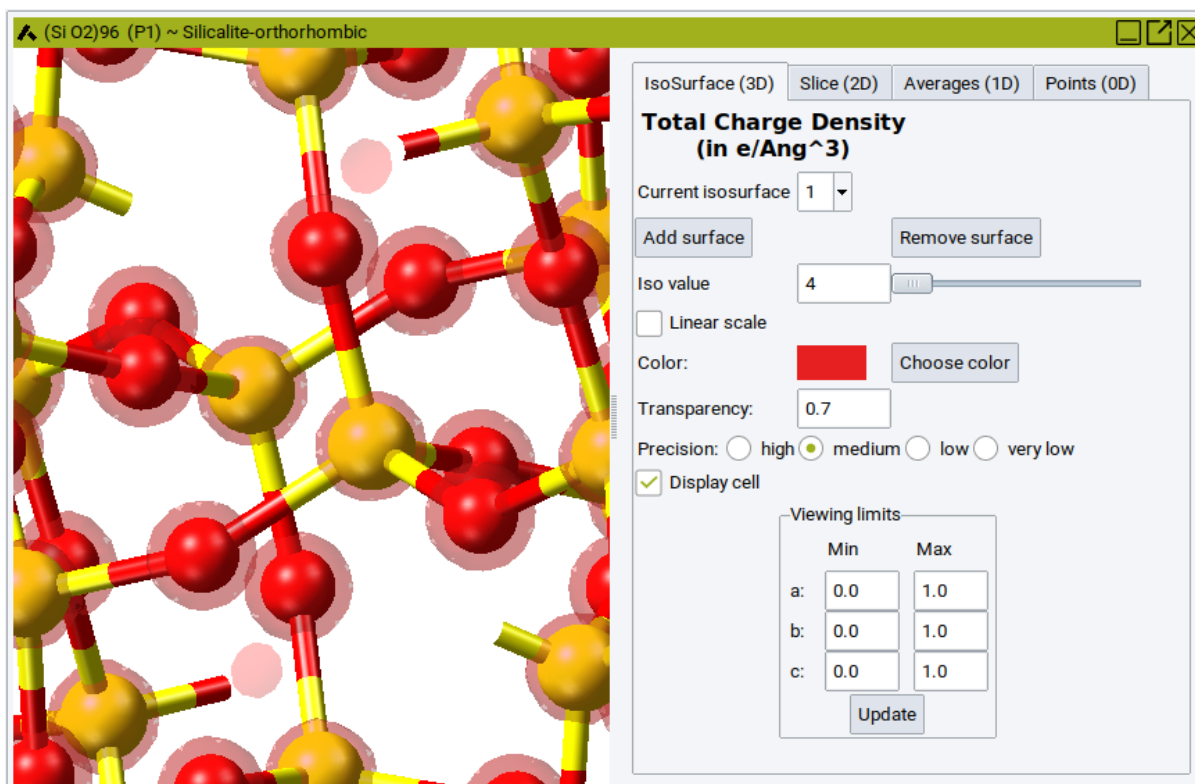 (Si O2)96 (P1) ~ Silicalite-orthorhombic
IsoSurface (3D) Slice (2D) Averages (1D) Points (0D)
Total Charge Density
(in e/Ang^3)
Current isosurface 1
Add surface Remove surface
Iso value 4
Linear scale
Color: Choose color
Transparency: 0.7
Precision: high medium low very low
Display cell
Viewing limits
Min Max
a: 0.0 1.0
b: 0.0 1.0
c: 0.0 1.0
Update